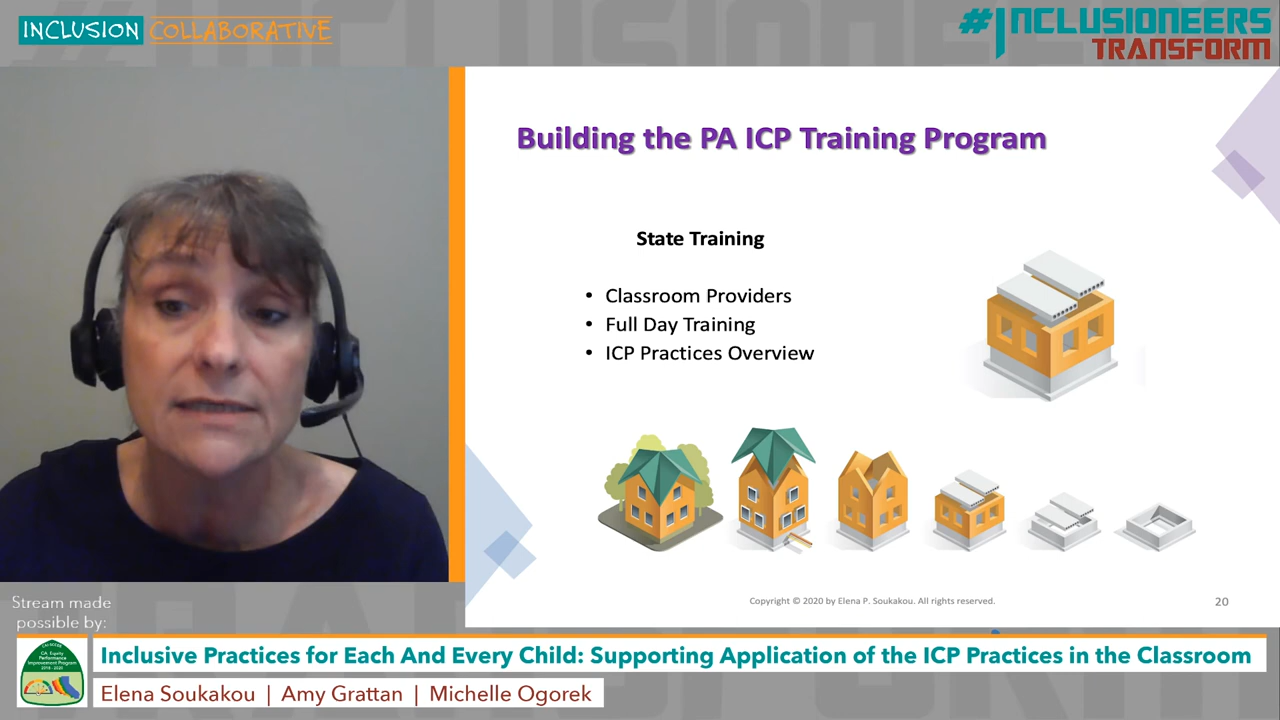 INCLUSION COLLABORATIVE
#INCLUSIONEERS
TRANSFORM
Building the PA ICP Training Program
State Training
• Classroom Providers
• Full Day Training
• ICP Practices Overview
Copyright © 2020 by Elena P. Soukakou. All rights reserved.
20
Stream made
possible by:
Inclusive Practices for Each And Every Child: Supporting Application of the ICP Practices in the Classroom
Elena Soukakou | Amy Grattan | Michelle Ogorek